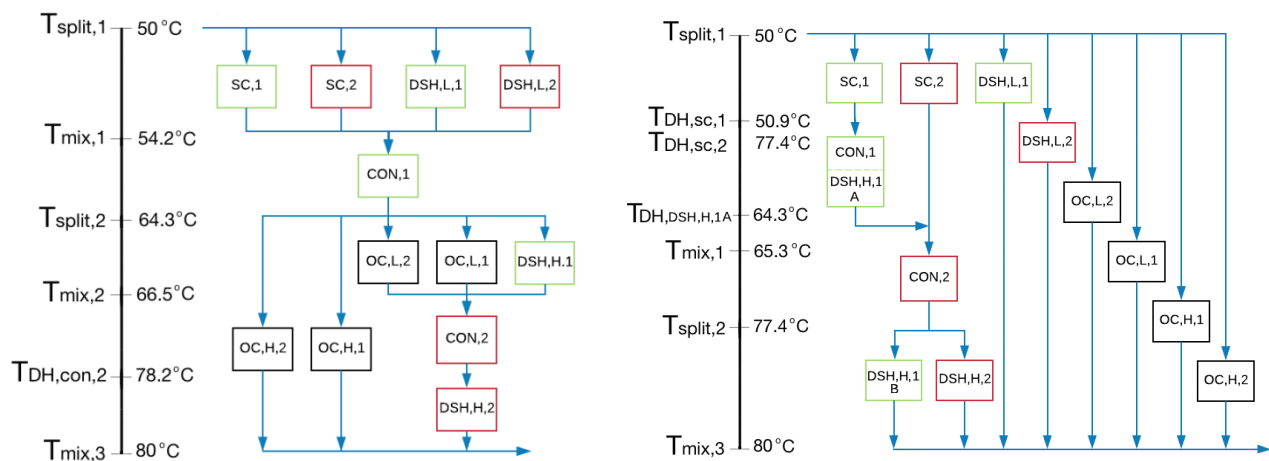 Tsplit,1 50°C
SC,1 SC,2 DSH,L,1 DSH,L,2
Tmix,1 54.2°C
CON,1
Tsplit,2 64.3°C
OC,L,2 OC,L,1 DSH,H.1
Tmix,2 66.5°C
OC,H,2 OC,H,1 CON,2
TDH,con,2 78.2°C
DSH,H,2
Tmix,3 80°C
Tsplit,1 50°C
SC,1 SC,2 DSH,L,1
TDH,sc,1 50.9°C
TDH,sc,2 77.4°C
DSH,L,2
CON,1
DSH,H,1
A
OC,L,2
TDH,DSH,H,1A 64.3°C
Tmix,1 65.3°C
OC,L,1
CON,2
OC,H,1
Tsplit,2 77.4°C
DSH,H,1
B
DSH,H,2
OC,H,2
Tmix,3 80°C